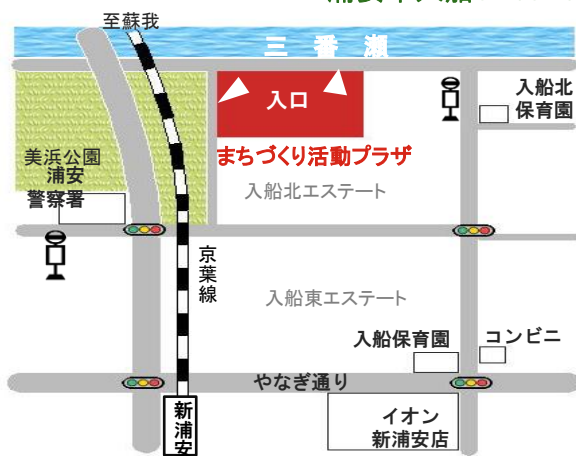 至蘇我
三番瀬
入口
入船北
保育園
まちづくり活動プラザ
美浜公園
浦安
警察署
入船北エステート
京葉線
入船東エステート
入船保育園
コンビニ
やなぎ通り
新浦安
イオン
新浦安店